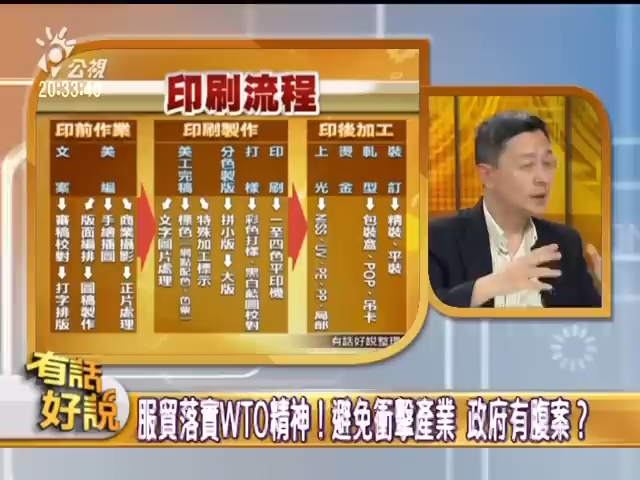 公視
20:33:40
印刷流程
印前作業
文案
審稿校對
打字排版
美編
版面編排
圖稿製作
手繪插圖
商業攝影
正片處理
印刷製作
美工完稿
文字圖片處理
標色
特殊加工標示
分色製版
拼小版
大版
打樣
彩色打樣、黑白藍圖校對
印刷
一至四色平印機
印後加工
上光
局部
燙金
軋型
包裝盒、POP、吊卡
裝訂
精裝、平裝
有話好說整理
有話好說
服貿落實WTO精神！避免衝擊產業 政府有腹案？